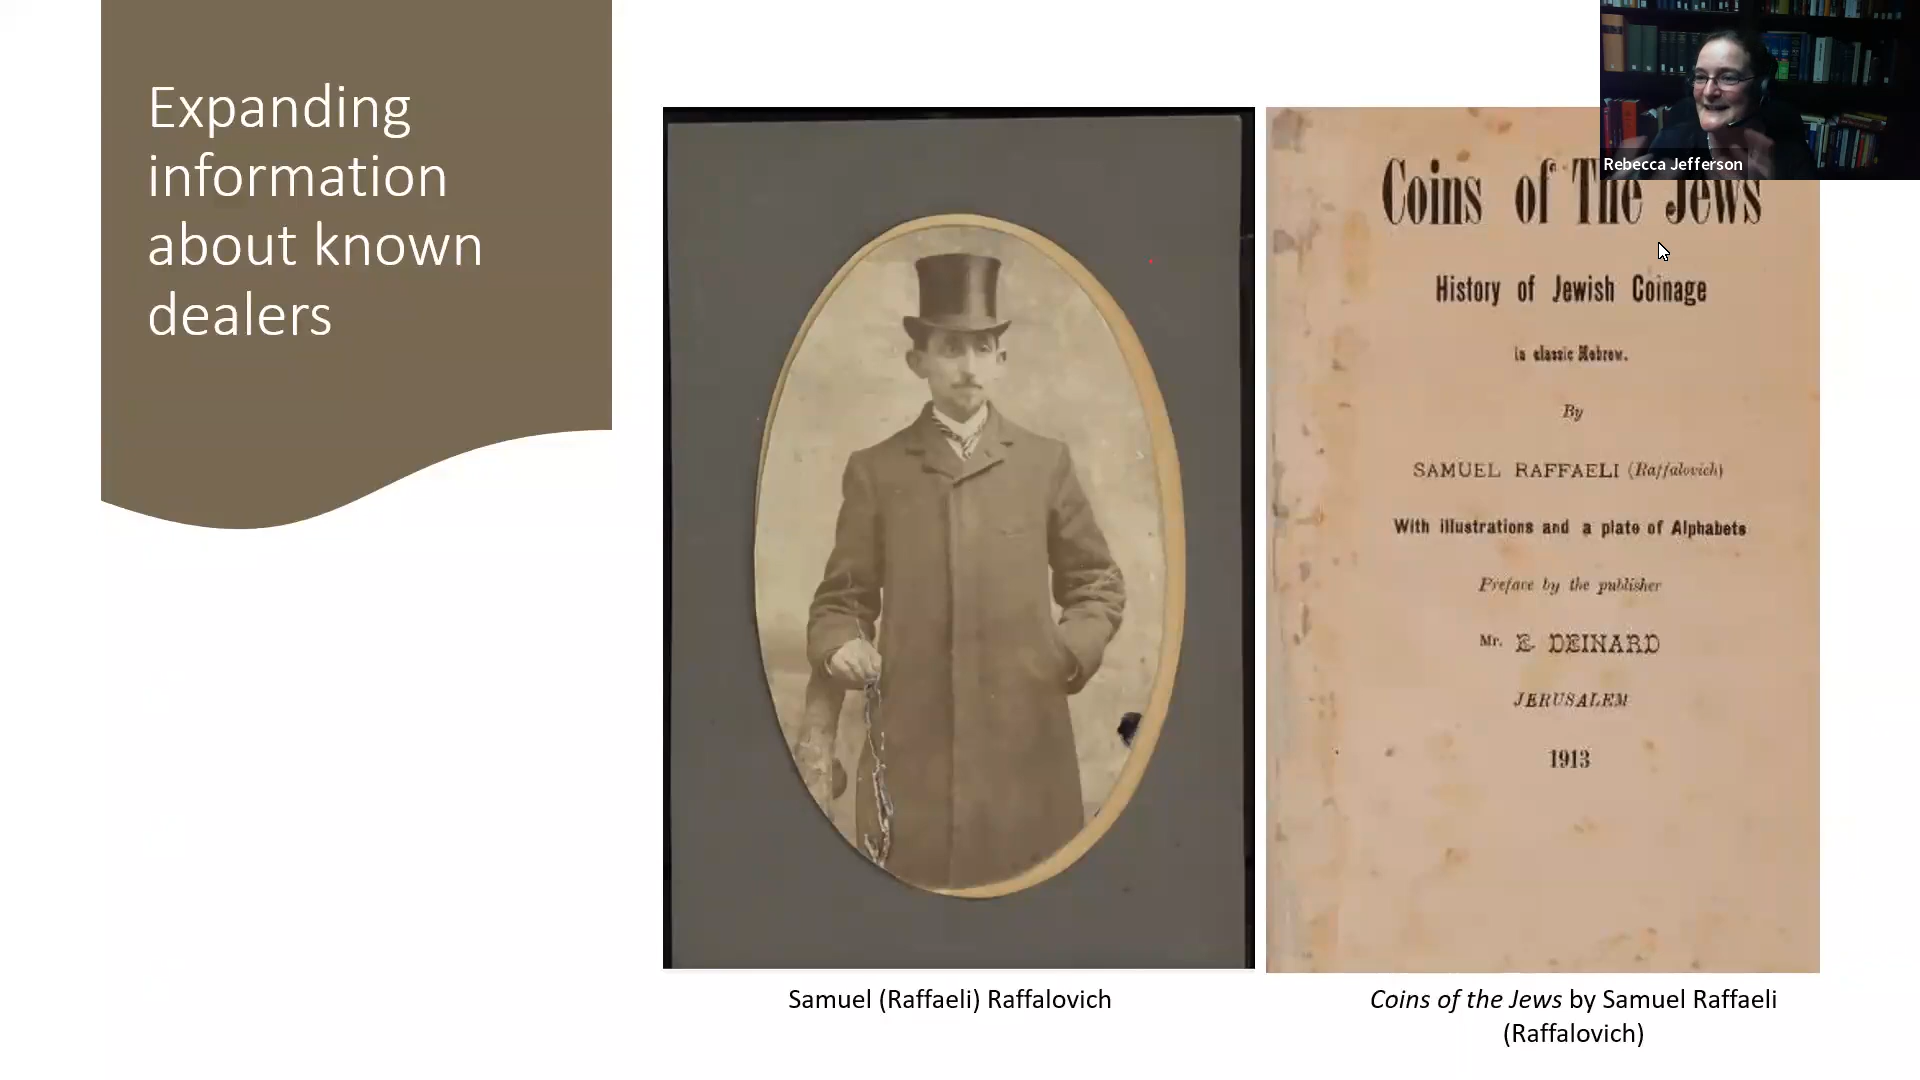 Expanding
information
about known
dealers
Rebecca Jefferson
Coins of The Jews
History of Jewish Coinage
in classic Hebrew.
By
SAMUEL RAFFAELI (Raffalovich)
With illustrations and a plate of Alphabets
Preface by the publisher
Mr. E. DEINARD
JERUSALEM
1913
Samuel (Raffaeli) Raffalovich
Coins of the Jews by Samuel Raffaeli
(Raffalovich)